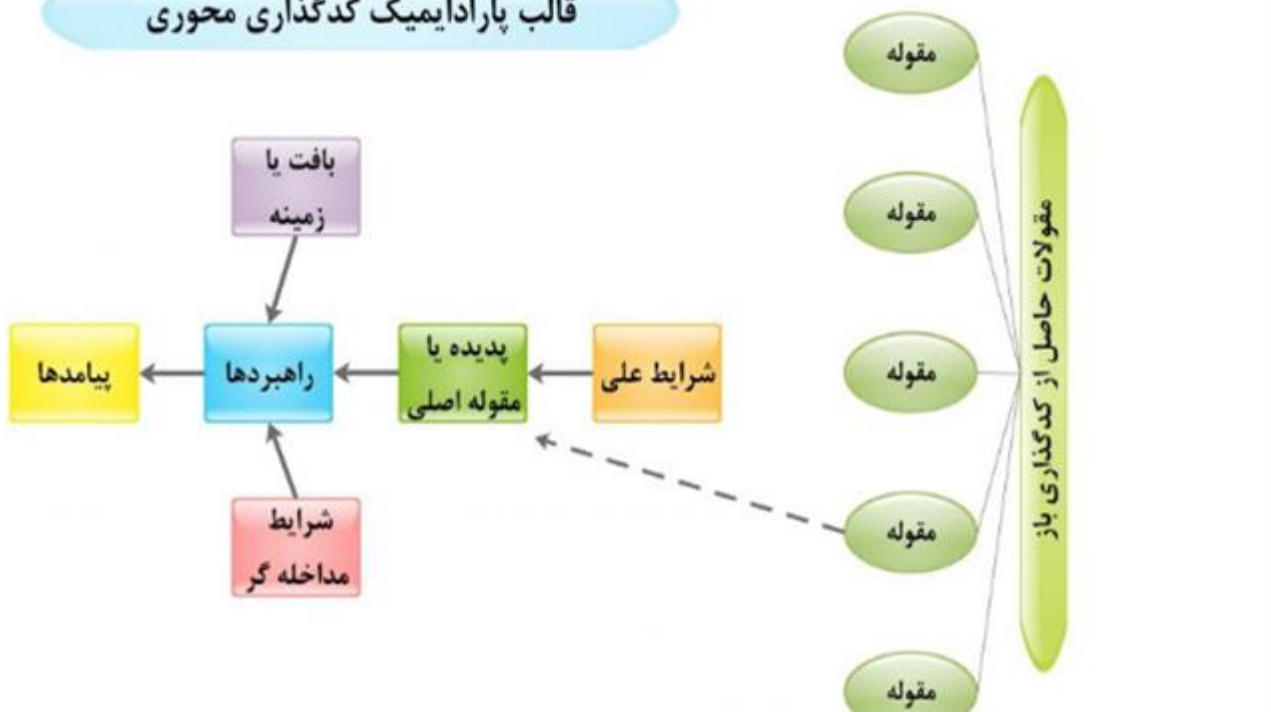 قالب پارادایمیک کدگذاری محوری
مقوله
مقوله
مقوله
مقوله
مقوله
مقولات حاصل از کدگذاری باز
بافت یا
زمینه
شرایط علی
پدیده یا
مقوله اصلی
راهبردها
پیامدها
شرایط
مداخله گر